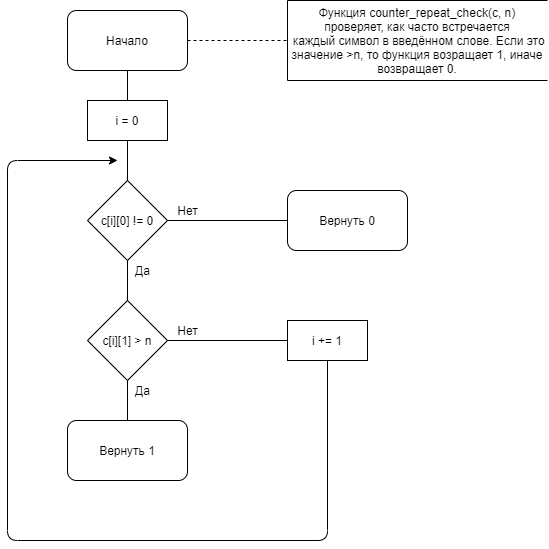 Начало
Функция counter_repeat_check(c, n)
проверяет, как часто встречается
каждый символ в введённом слове. Если это
значение >n, то функция возращает 1, иначе
возвращает 0.
i = 0
c[i][0] != 0
Нет
Вернуть 0
Да
c[i][1] > n
Нет
i += 1
Да
Вернуть 1